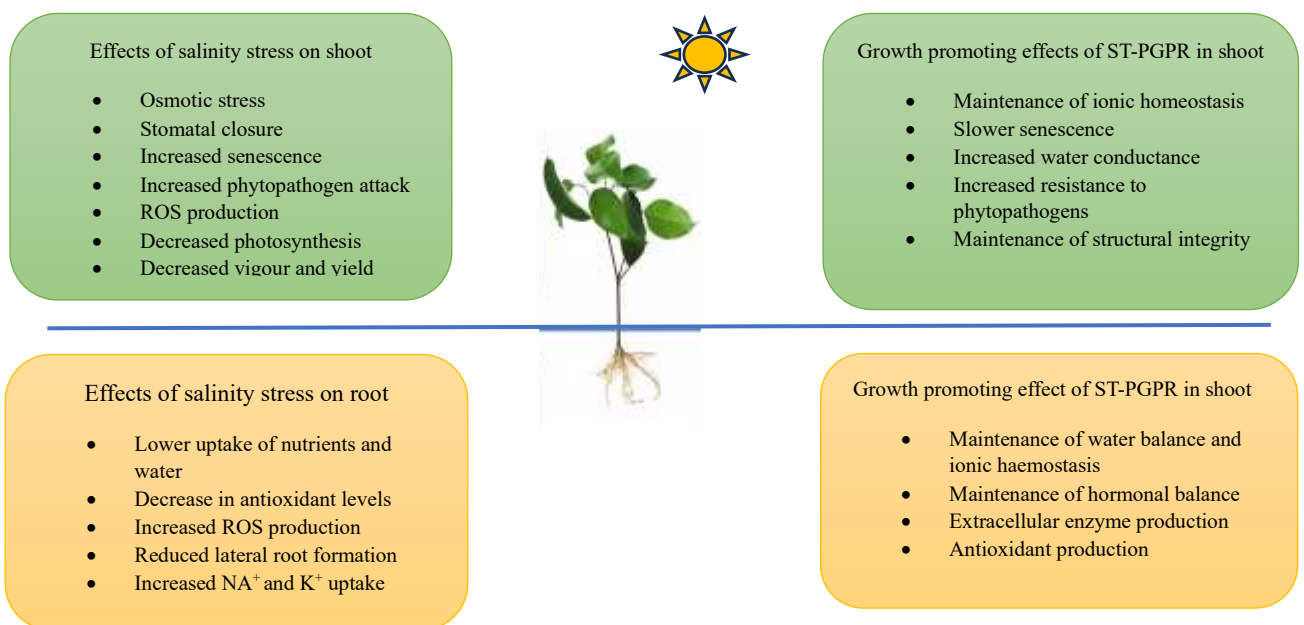 Effects of salinity stress on shoot
• Osmotic stress
• Stomatal closure
• Increased senescence
• Increased phytopathogen attack
• ROS production
• Decreased photosynthesis
• Decreased vigour and yield
Growth promoting effects of ST-PGPR in shoot
• Maintenance of ionic homestasis
• Slower senescence
• Increased water conductance
• Increased resistance to
phytopathogens
• Maintenance of structural integrity
Effects of salinity stress on root
• Lower uptake of nutrients and
water
• Decrease in antioxidant levels
• Increased ROS production
• Reduced lateral root formation
• Increased NA⁺ and K⁺ uptake
Growth promoting effect of ST-PGPR in shoot
• Maintenance of water balance and
ionic haemostasis
• Maintenance of hormonal balance
• Extracellular enzyme production
• Antioxidant production